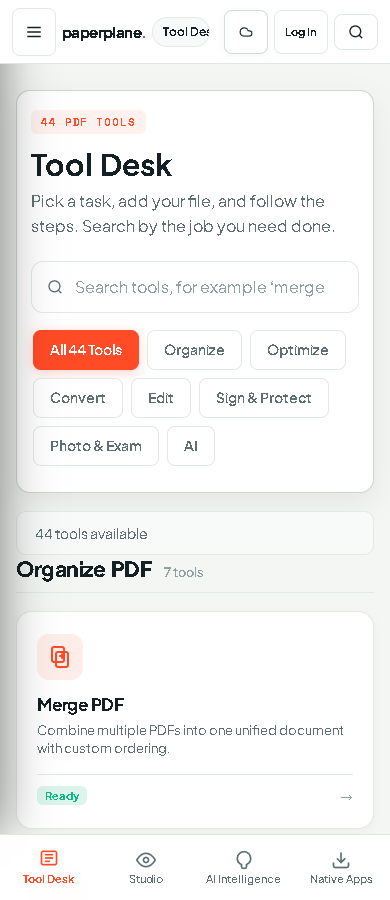 paperplane.
Tool Des
Log In
44 PDF TOOLS
Tool Desk
Pick a task, add your file, and follow the
steps. Search by the job you need done.
Search tools, for example ‘merge
All 44 Tools
Organize
Optimize
Convert
Edit
Sign & Protect
Photo & Exam
AI
44 tools available
Organize PDF 7 tools
Merge PDF
Combine multiple PDFs into one unified document
with custom ordering.
Ready →
Tool Desk
Studio
AI Intelligence
Native Apps